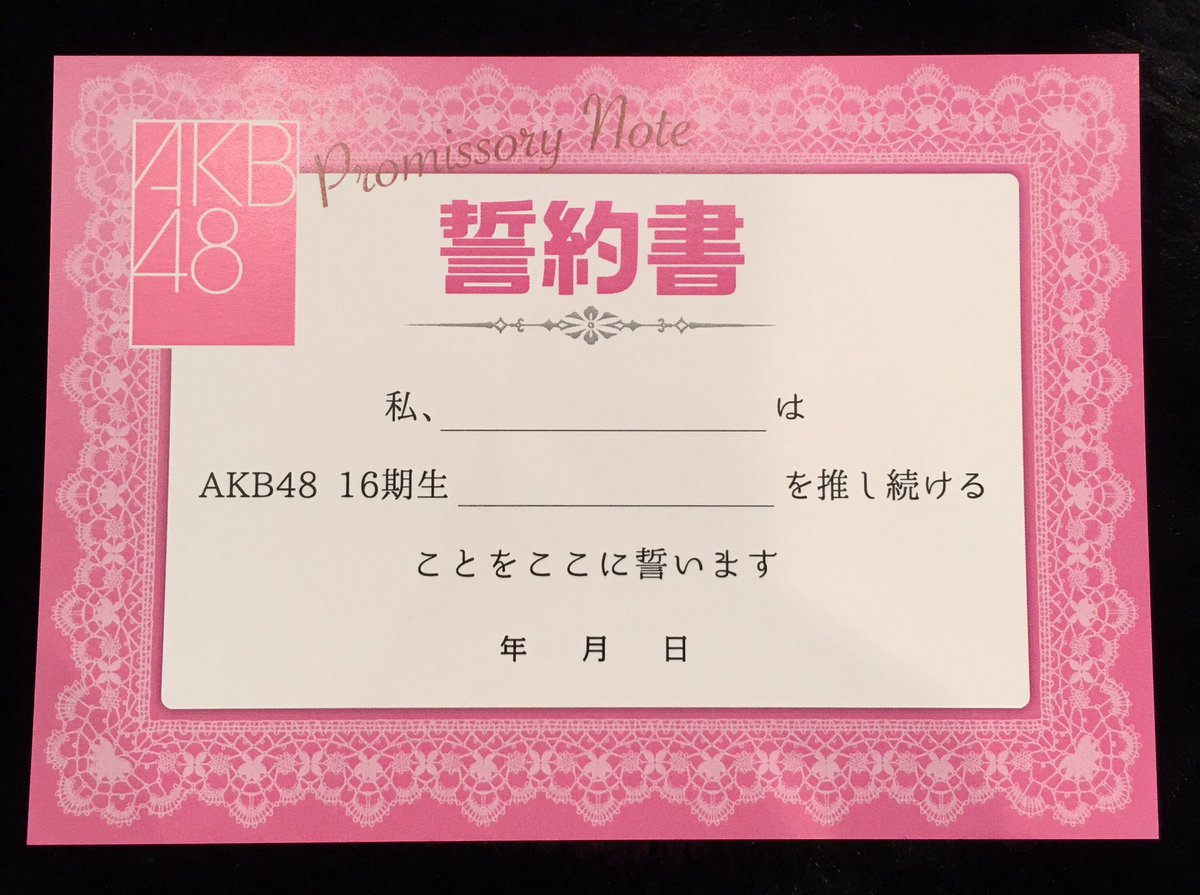 AKB
48
Promissory Note
誓約書
私、 は
AKB48 16期生 を推し続ける
ことをここに誓います
年 月 日